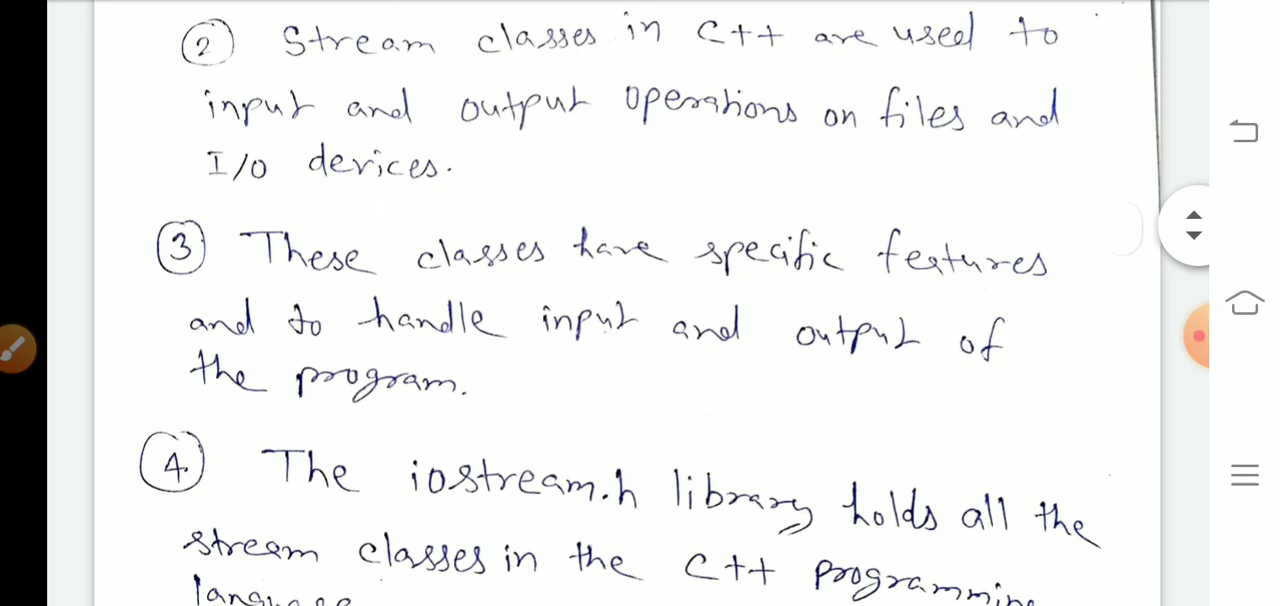 ② Stream classes in C++ are used to
input and output operations on files and
I/O devices.
③ These classes have specific features
and to handle input and output of
the program.
④ The iostream.h library holds all the
stream classes in the C++ programming
language